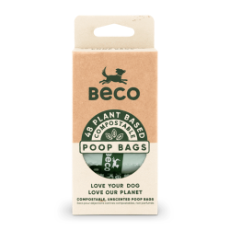 BeCO
48 PLANT BASED
COMPOSTABLE
POOP BAGS
LOVE YOUR DOG
LOVE OUR PLANET
COMPOSTABLE, UNSCENTED POOP BAGS